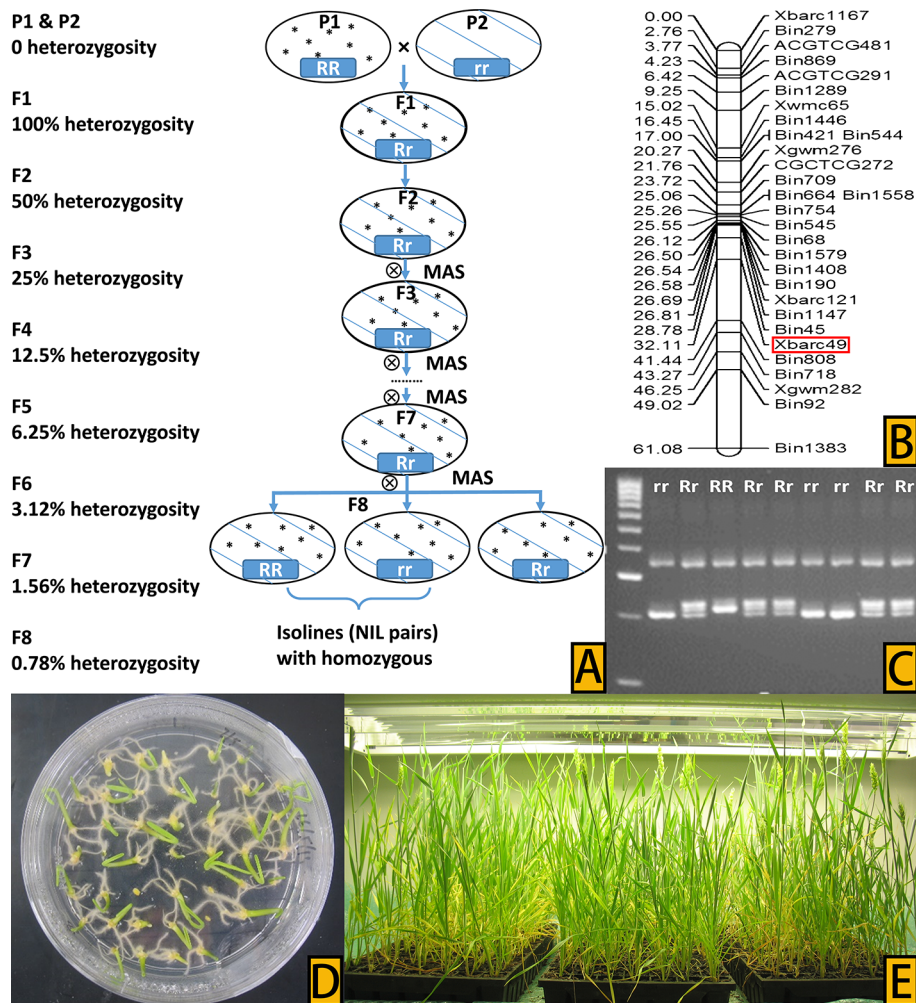 P1 & P2
0 heterozygosity
F1
100% heterozygosity
F2
50% heterozygosity
F3
25% heterozygosity
F4
12.5% heterozygosity
F5
6.25% heterozygosity
F6
3.12% heterozygosity
F7
1.56% heterozygosity
F8
0.78% heterozygosity
P1
P2
RR
×
rr
F1
Rr
F2
Rr
MAS
F3
Rr
MAS
.........
MAS
F7
Rr
MAS
F8
RR
rr
Rr
Isolines (NIL pairs)
with homozygous
A
0.00 Xbarc1167
2.76 Bin279
3.77 ACGTCG481
4.23 Bin869
6.42 ACGTCG291
9.25 Bin1289
15.02 Xwmc65
16.45 Bin1446
17.00 Bin421 Bin544
20.27 Xgwm276
21.76 CGCTCG272
23.72 Bin709
25.06 Bin664 Bin1558
25.26 Bin754
25.55 Bin545
26.12 Bin68
26.50 Bin1579
26.54 Bin1408
26.58 Bin190
26.69 Xbarc121
26.81 Bin1147
28.78 Bin45
32.11 Xbarc49
41.44 Bin808
43.27 Bin718
46.25 Xgwm282
49.02 Bin92
61.08 Bin1383
B
rr Rr RR Rr Rr rr rr Rr Rr
C
D
E